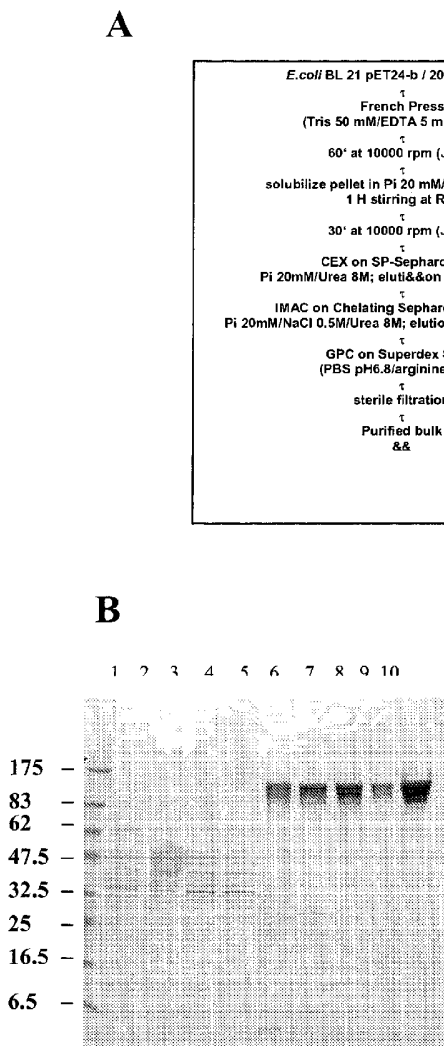 A
E.coli BL 21 pET24-b / 20
τ
French Press
(Tris 50 mM/EDTA 5 m
τ
60' at 10000 rpm (J
τ
solubilize pellet in Pi 20 mM/
1 H stirring at R
τ
30' at 10000 rpm (J
τ
CEX on SP-Sephar
Pi 20mM/Urea 8M; eluti&&on
τ
IMAC on Chelating Sephar
Pi 20mM/NaCl 0.5M/Urea 8M; elutio
τ
GPC on Superdex
(PBS pH6.8/arginine
τ
sterile filtration
τ
Purified bulk
&&
B
1 2 3 4 5 6 7 8 9 10
175
83
62
47.5
32.5
25
16.5
6.5